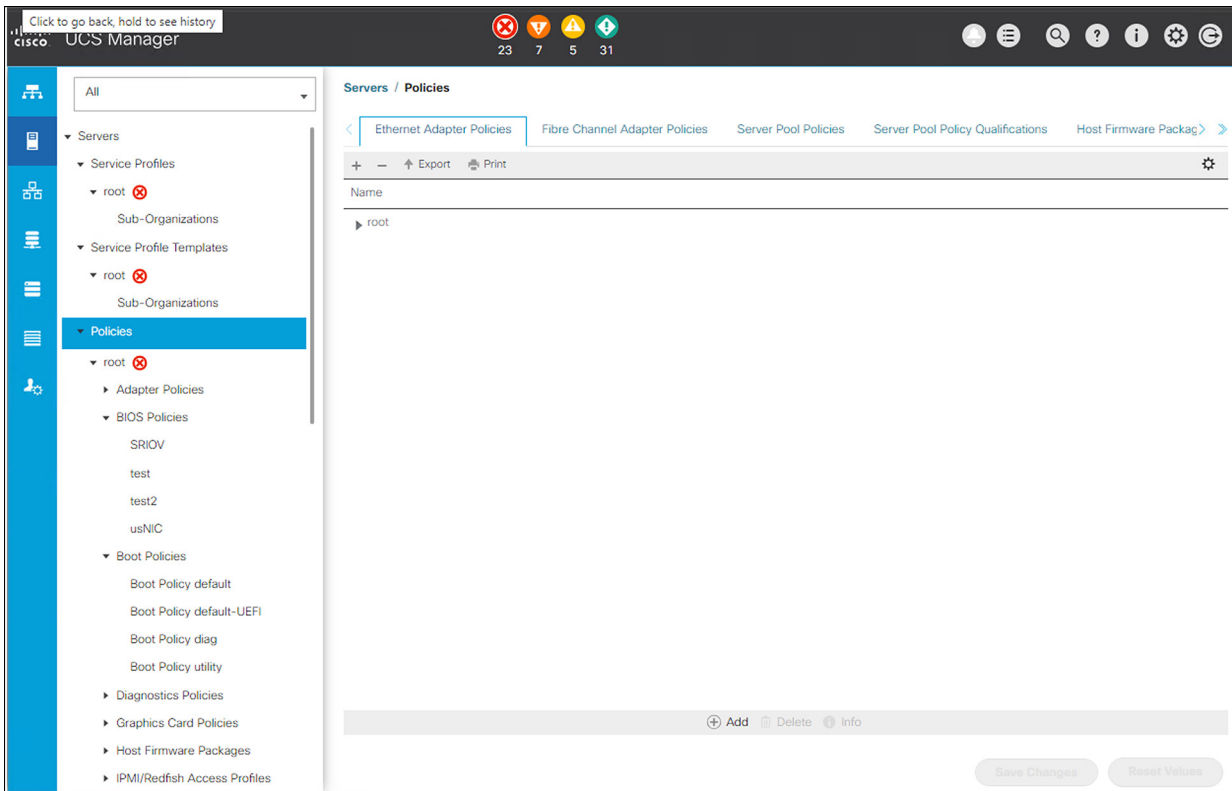 Click to go back, hold to see history
CISCO UCS Manager
23 7 5 31
All
Servers
Service Profiles
root
Sub-Organizations
Service Profile Templates
root
Sub-Organizations
Policies
root
Adapter Policies
BIOS Policies
SRIOV
test
test2
usNIC
Boot Policies
Boot Policy default
Boot Policy default-UEFI
Boot Policy diag
Boot Policy utility
Diagnostics Policies
Graphics Card Policies
Host Firmware Packages
IPMI/Redfish Access Profiles
Servers / Policies
Ethernet Adapter Policies Fibre Channel Adapter Policies Server Pool Policies Server Pool Policy Qualifications Host Firmware Packag
+ − Export Print
Name
root
Add Delete Info
Save Changes Reset Values